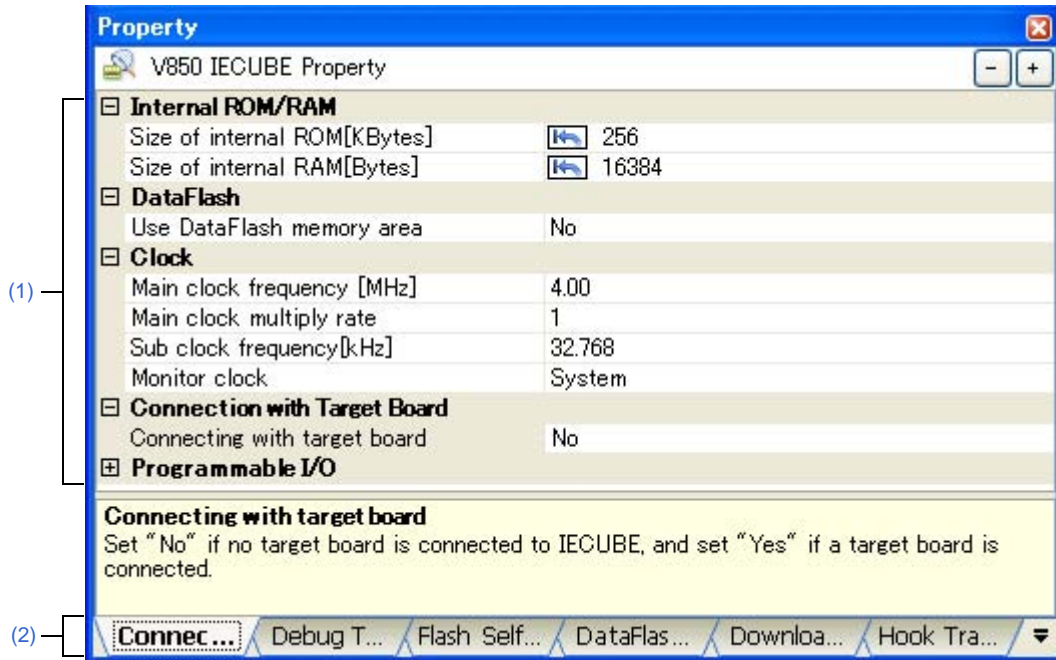 Property
V850 IECUBE Property
- +
Internal ROM/RAM
Size of internal ROM[KBytes] 256
Size of internal RAM[Bytes] 16384
DataFlash
Use DataFlash memory area No
Clock
(1) Main clock frequency [MHz] 4.00
Main clock multiply rate 1
Sub clock frequency[kHz] 32.768
Monitor clock System
Connection with Target Board
Connecting with target board No
Programmable I/O
Connecting with target board
Set "No" if no target board is connected to IECUBE, and set "Yes" if a target board is
connected.
(2) Connec... Debug T... Flash Self... DataFlas... Downloa... Hook Tra...